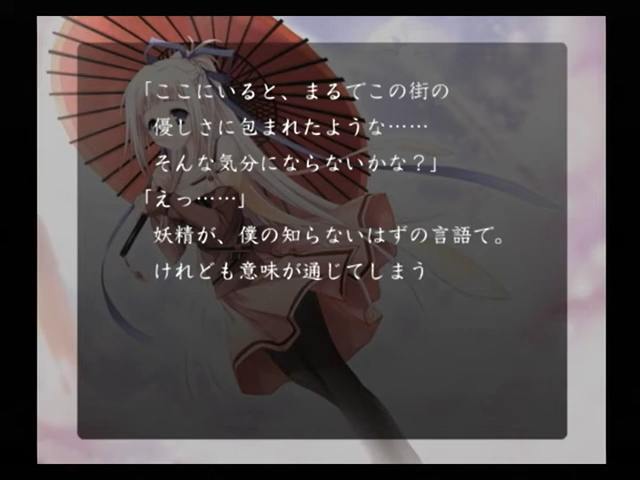 「ここにいると、まるでこの街の
優しさに包まれたような……
そんな気分にならないかな？」
「えっ……」
妖精が、僕の知らないはずの言語で。
けれども意味が通じてしまう